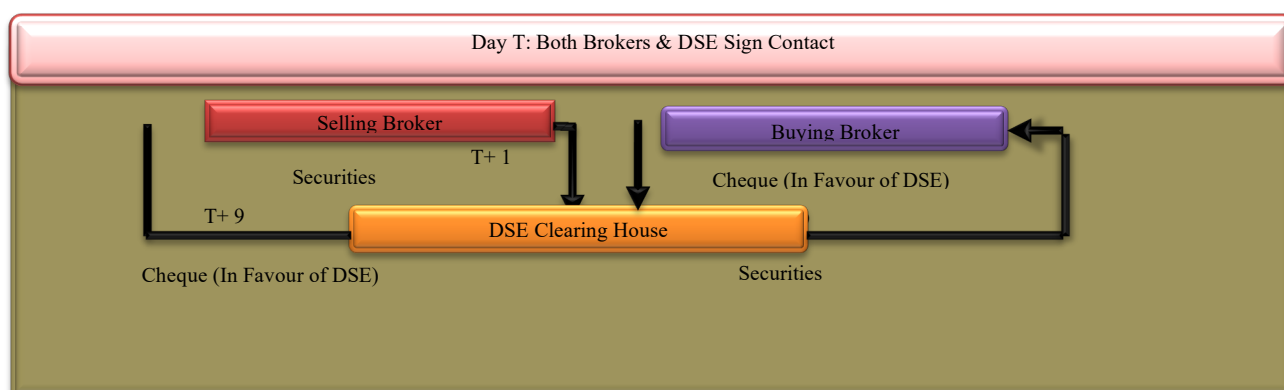 Day T: Both Brokers & DSE Sign Contact
Selling Broker
Buying Broker
T+ 1
Securities
Cheque (In Favour of DSE)
T+ 9
DSE Clearing House
Cheque (In Favour of DSE)
Securities